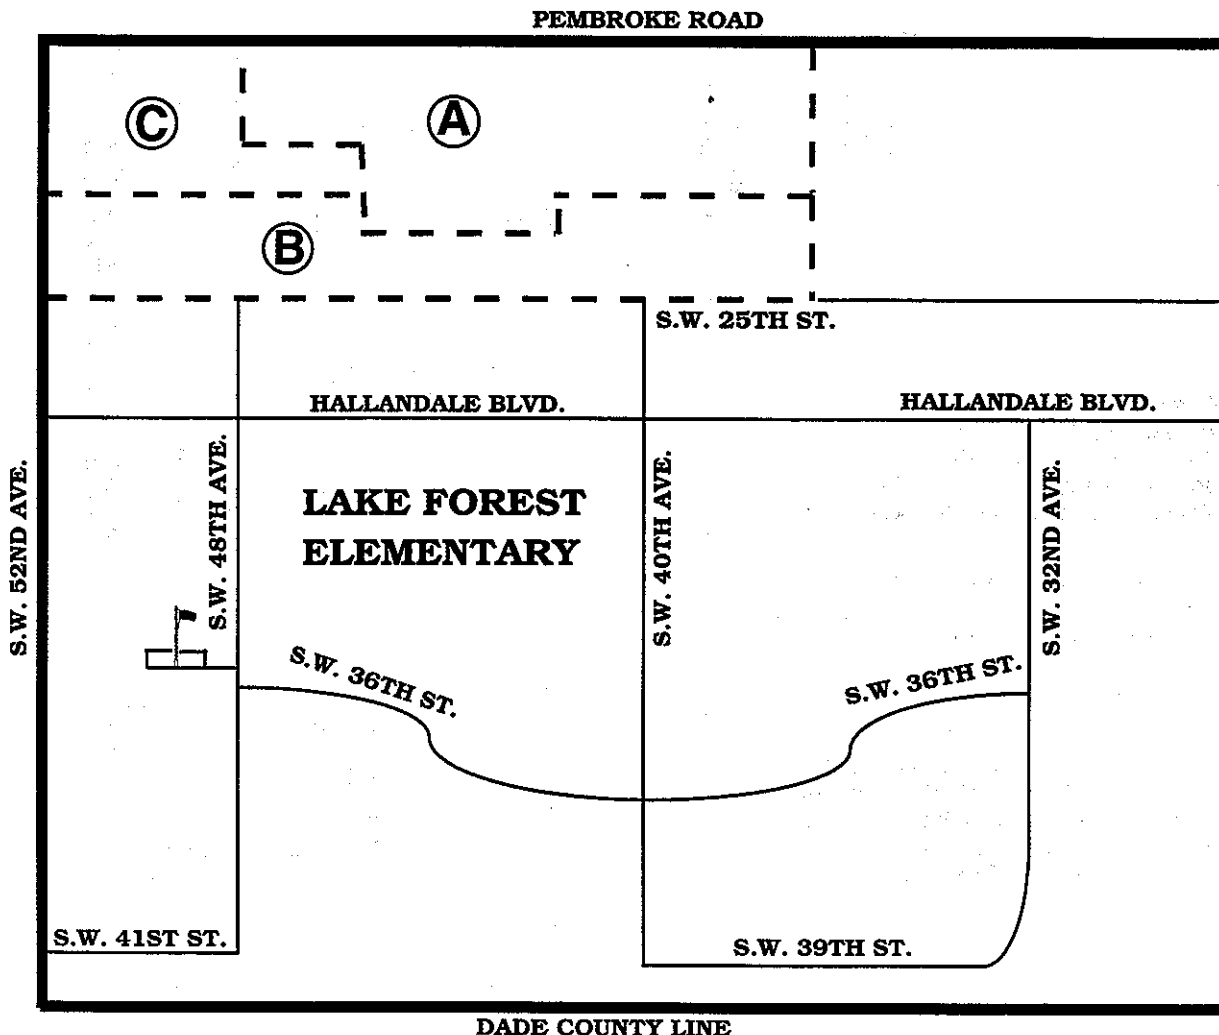 PEMBROKE ROAD
C
A
B
S.W. 25TH ST.
HALLANDALE BLVD.
HALLANDALE BLVD.
S.W. 52ND AVE.
S.W. 48TH AVE.
LAKE FOREST
ELEMENTARY
S.W. 40TH AVE.
S.W. 32ND AVE.
S.W. 36TH ST.
S.W. 36TH ST.
S.W. 41ST ST.
S.W. 39TH ST.
DADE COUNTY LINE